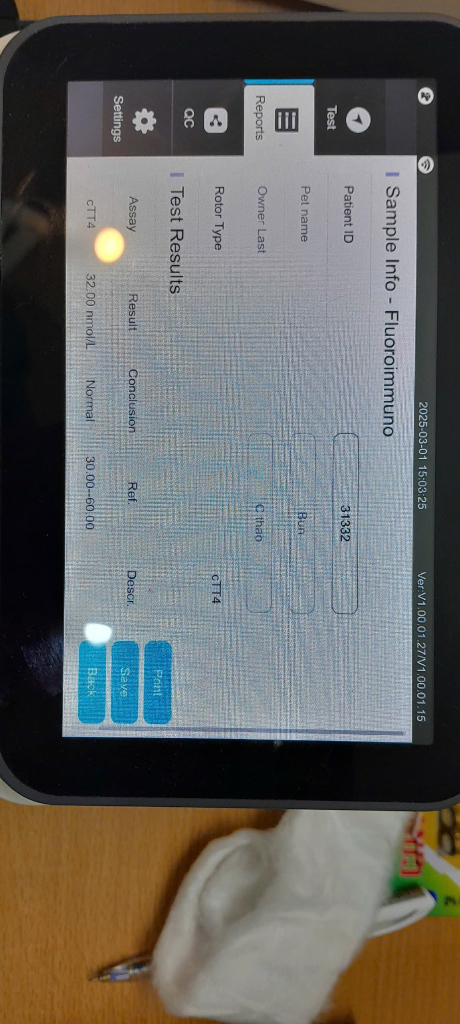 2025-03-01 15:03:25 Ver:V1.00.01.27/V1.00.01.15
Test
Reports
QC
Settings
Sample Info - Fluoroimmuno
Patient ID 31332
Pet name Bun
Owner Last C thao
Rotor Type cTT4
Test Results
Assay Result Conclusion Ref. Descr.
cTT4 32.00 nmol/L Normal 30.00--60.00
Print
Save
Back